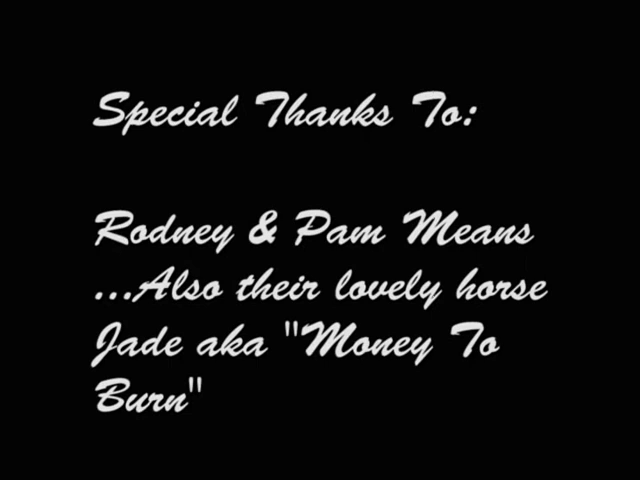 Special Thanks To:
Rodney & Pam Means
...Also their lovely horse
Jade aka "Money To
Burn"